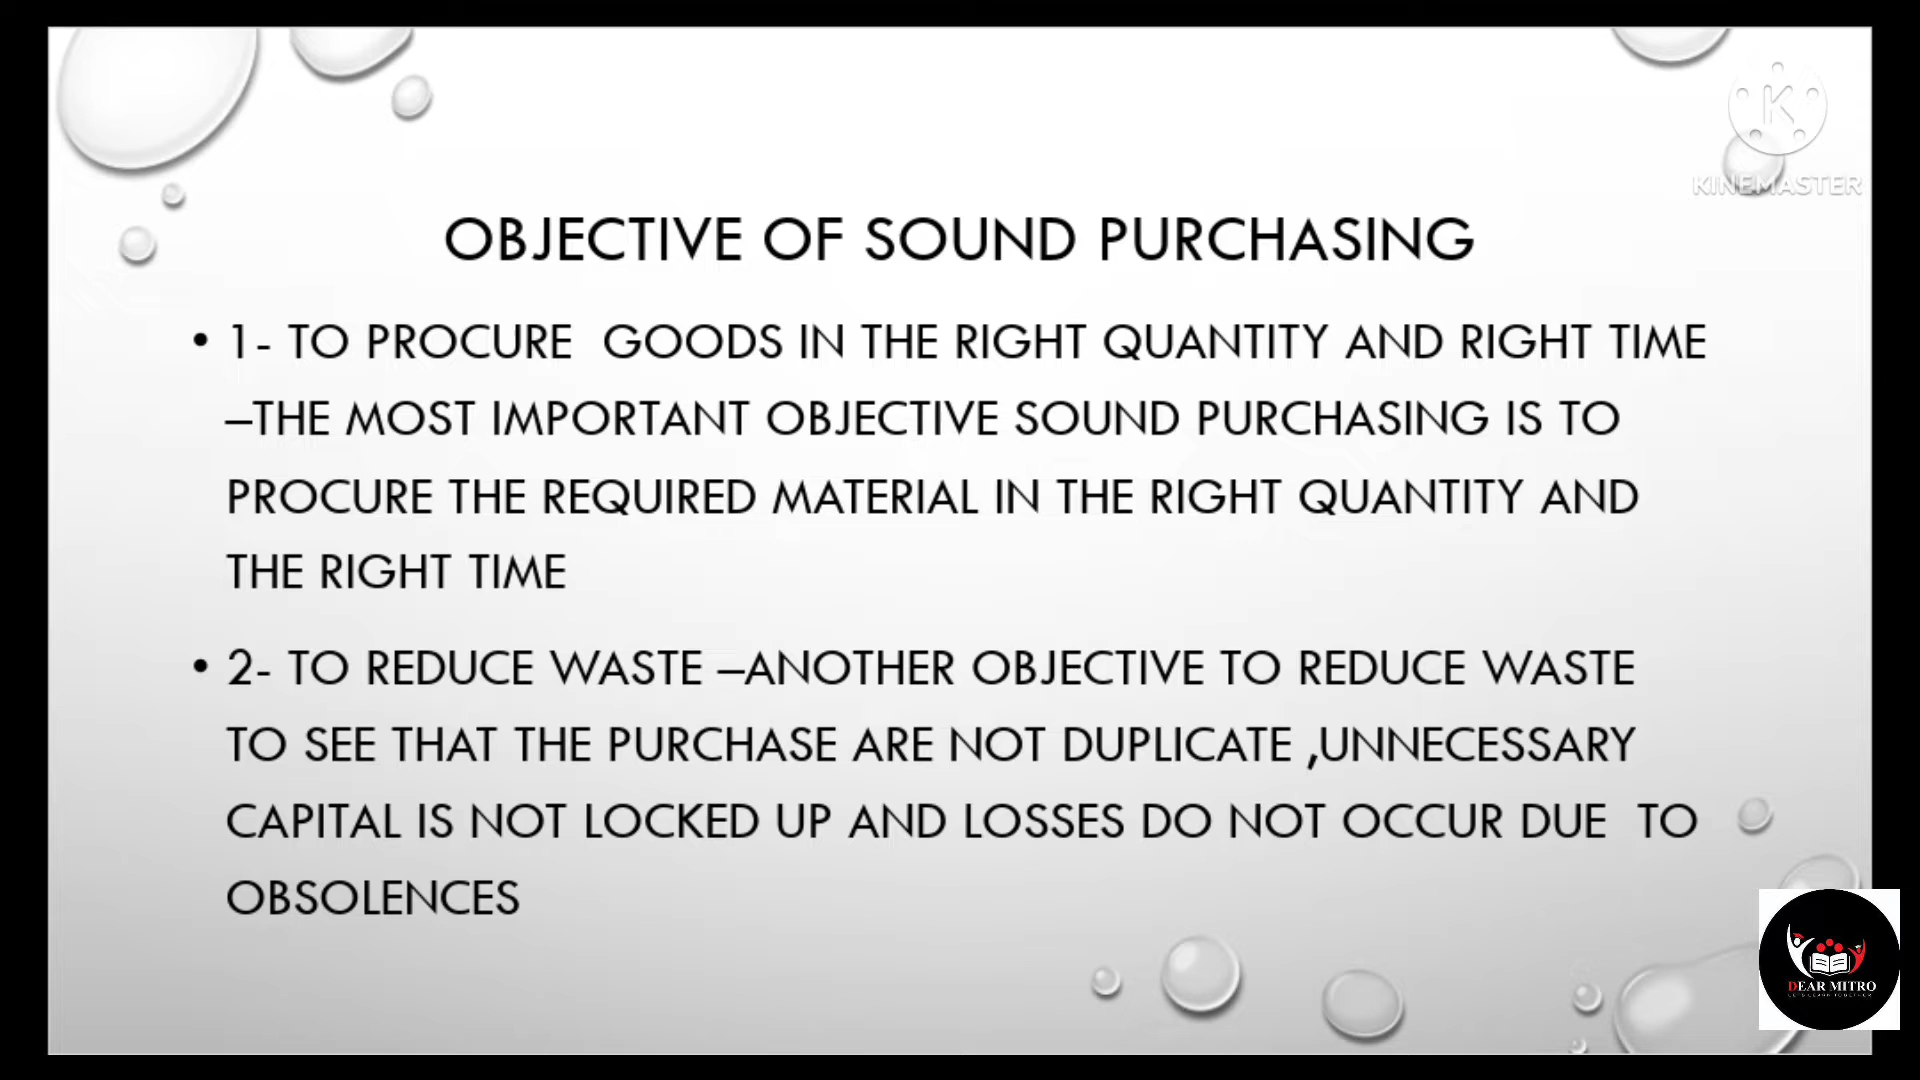 KINEMASTER
OBJECTIVE OF SOUND PURCHASING
• 1- TO PROCURE GOODS IN THE RIGHT QUANTITY AND RIGHT TIME
–THE MOST IMPORTANT OBJECTIVE SOUND PURCHASING IS TO
PROCURE THE REQUIRED MATERIAL IN THE RIGHT QUANTITY AND
THE RIGHT TIME
• 2- TO REDUCE WASTE –ANOTHER OBJECTIVE TO REDUCE WASTE
TO SEE THAT THE PURCHASE ARE NOT DUPLICATE ,UNNECESSARY
CAPITAL IS NOT LOCKED UP AND LOSSES DO NOT OCCUR DUE TO
OBSOLENCES
DEAR MITRO